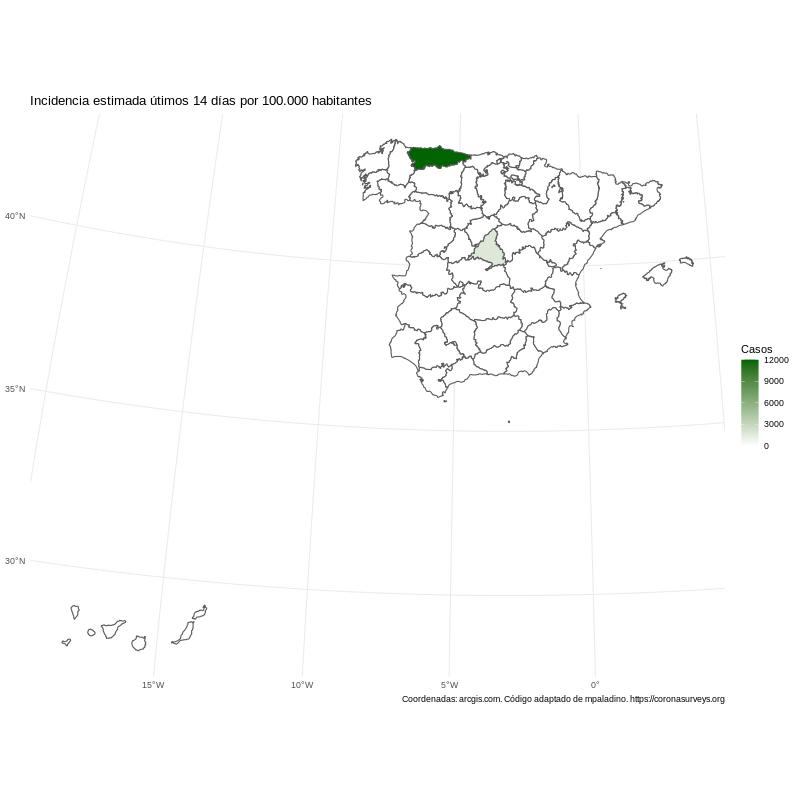 Incidencia estimada útimos 14 días por 100.000 habitantes
40°N
35°N
30°N
15°W
10°W
5°W
0°
Casos
12000
9000
6000
3000
0
Coordenadas: arcgis.com. Código adaptado de mpaladino. https://coronasurveys.org